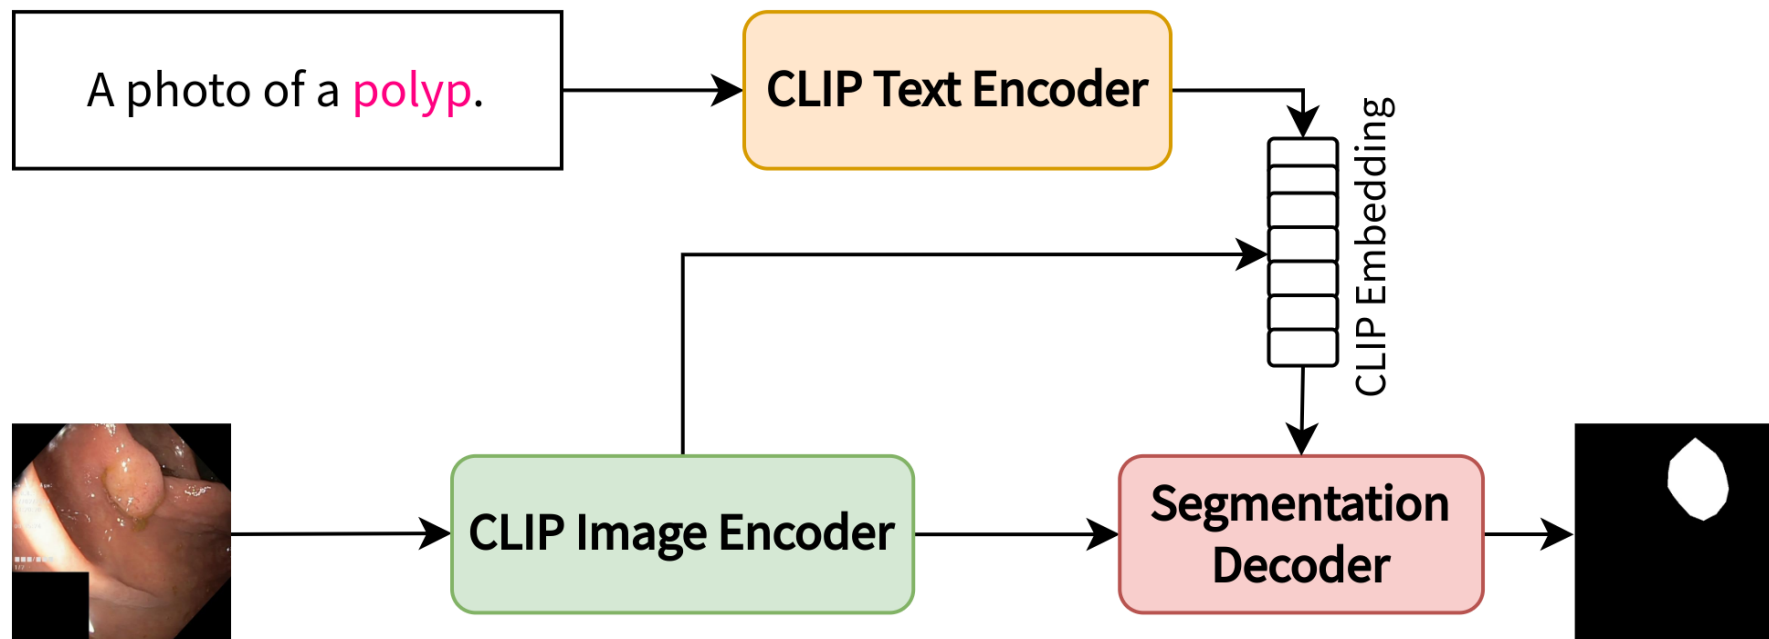 A photo of a polyp.
CLIP Text Encoder
CLIP Embedding
CLIP Image Encoder
Segmentation
Decoder